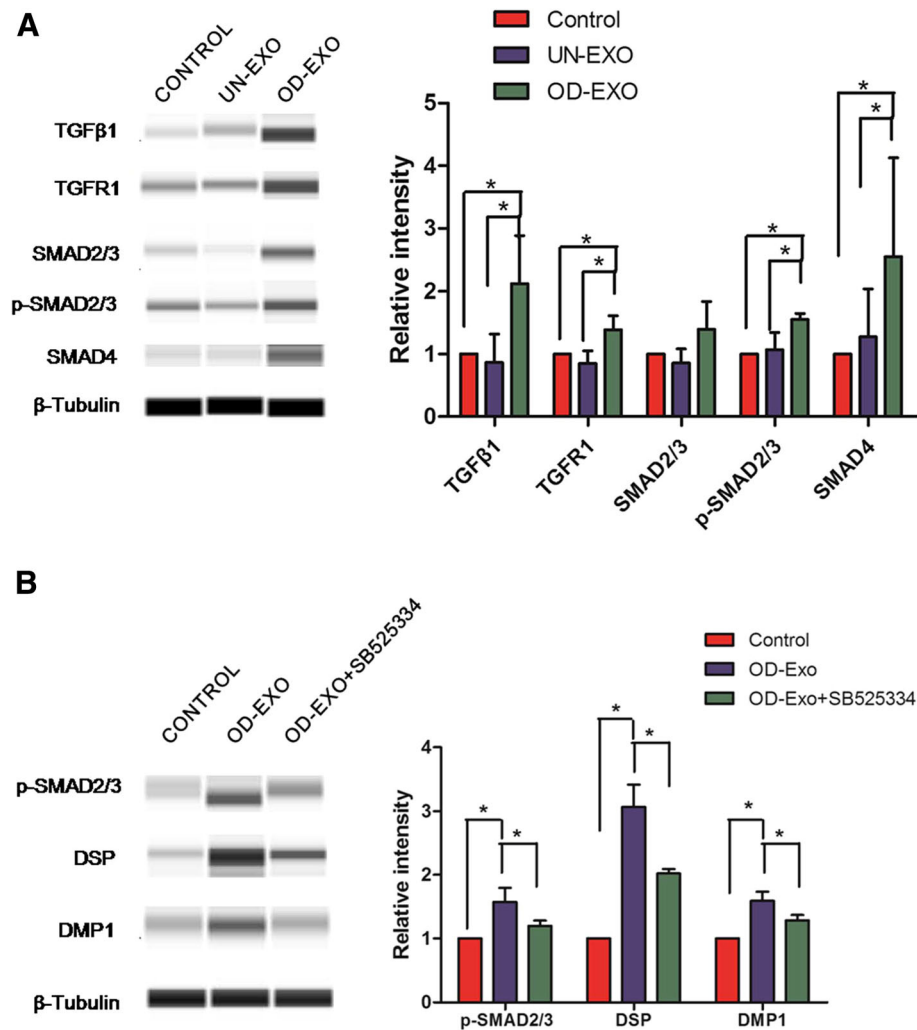 A
CONTROL
UN-EXO
OD-EXO
TGFβ1
TGFR1
SMAD2/3
p-SMAD2/3
SMAD4
β-Tubulin
Control
UN-EXO
OD-EXO
Relative intensity
5
4
3
2
1
0
* * * * * * * *
TGFβ1
TGFR1
SMAD2/3
p-SMAD2/3
SMAD4
B
CONTROL
OD-EXO
OD-EXO+SB525334
p-SMAD2/3
DSP
DMP1
β-Tubulin
Control
OD-Exo
OD-Exo+SB525334
Relative intensity
4
3
2
1
0
* * * * * *
p-SMAD2/3
DSP
DMP1